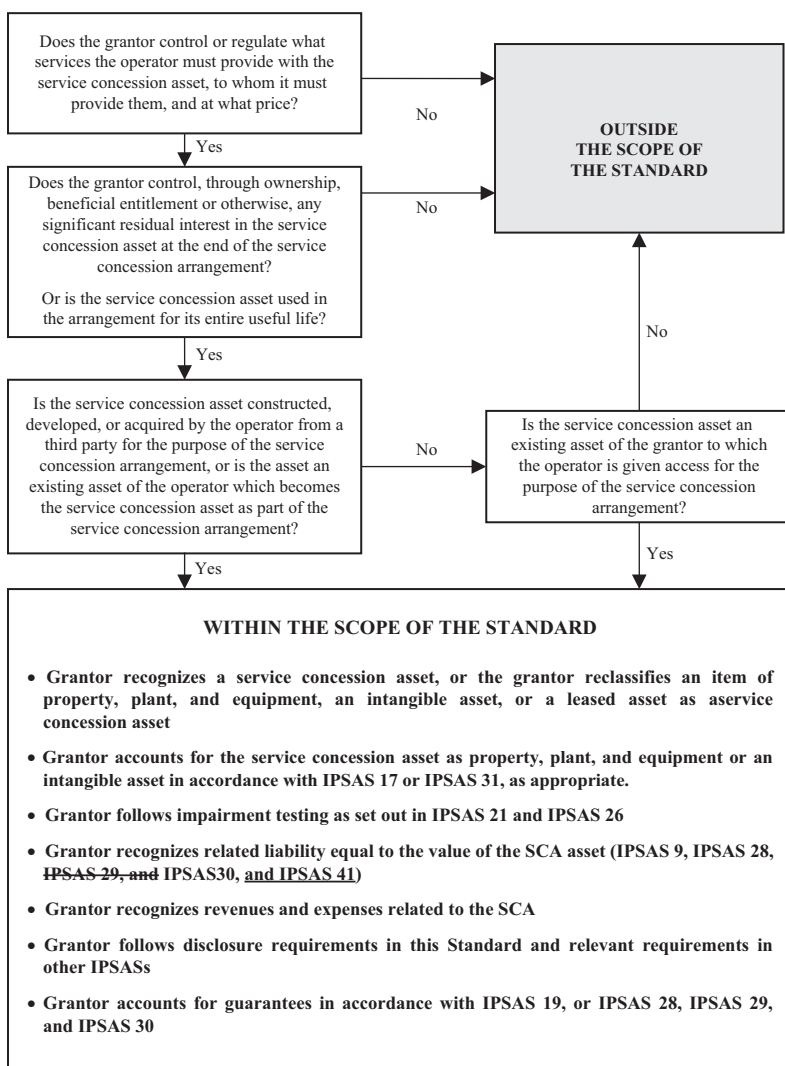 Does the grantor control or regulate what
services the operator must provide with the
service concession asset, to whom it must
provide them, and at what price?
No
OUTSIDE
THE SCOPE OF
THE STANDARD
Yes
Does the grantor control, through ownership,
beneficial entitlement or otherwise, any
significant residual interest in the service
concession asset at the end of the service
concession arrangement?
Or is the service concession asset used in
the arrangement for its entire useful life?
No
No
Yes
Is the service concession asset constructed,
developed, or acquired by the operator from a
third party for the purpose of the service
concession arrangement, or is the asset an
existing asset of the operator which becomes
the service concession asset as part of the
service concession arrangement?
No
Is the service concession asset an
existing asset of the grantor to which
the operator is given access for the
purpose of the service concession
arrangement?
Yes
Yes
WITHIN THE SCOPE OF THE STANDARD
• Grantor recognizes a service concession asset, or the grantor reclassifies an item of
property, plant, and equipment, an intangible asset, or a leased asset as aservice
concession asset
• Grantor accounts for the service concession asset as property, plant, and equipment or an
intangible asset in accordance with IPSAS 17 or IPSAS 31, as appropriate.
• Grantor follows impairment testing as set out in IPSAS 21 and IPSAS 26
• Grantor recognizes related liability equal to the value of the SCA asset (IPSAS 9, IPSAS 28,
IPSAS 29, and IPSAS30, and IPSAS 41)
• Grantor recognizes revenues and expenses related to the SCA
• Grantor follows disclosure requirements in this Standard and relevant requirements in
other IPSASs
• Grantor accounts for guarantees in accordance with IPSAS 19, or IPSAS 28, IPSAS 29,
and IPSAS 30